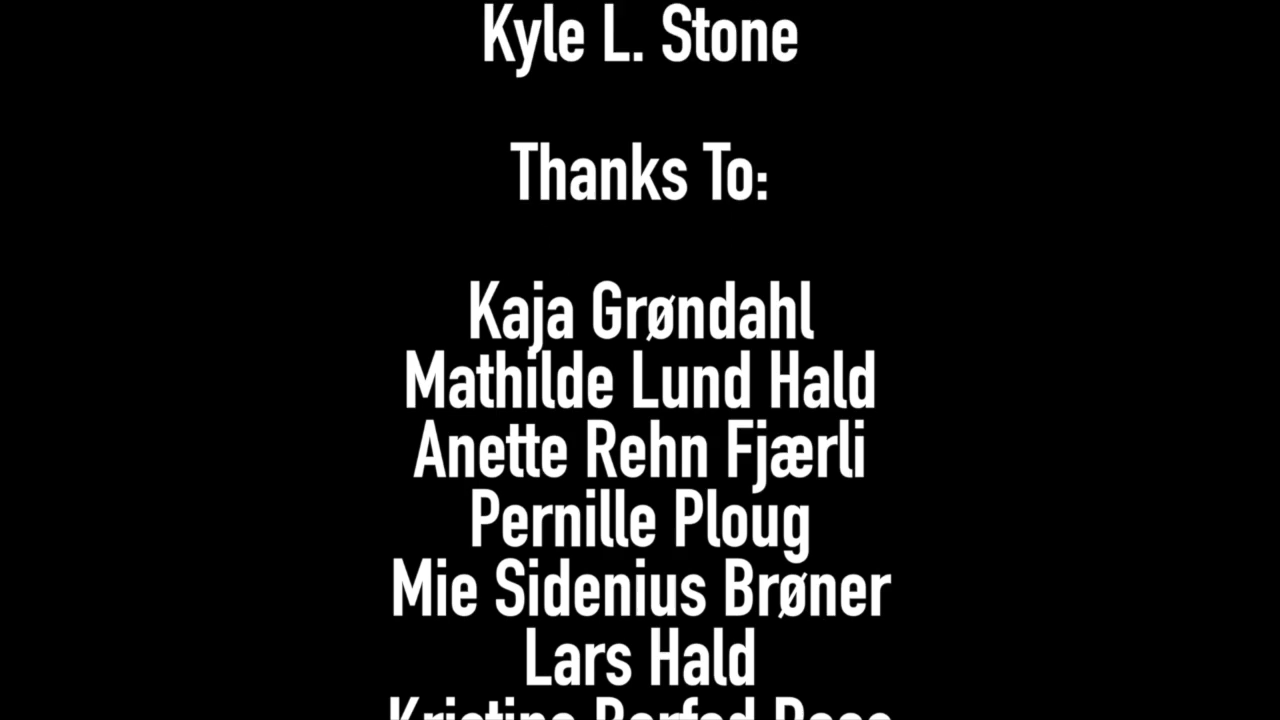 Kyle L. Stone
Thanks To:
Kaja Grøndahl
Mathilde Lund Hald
Anette Rehn Fjærli
Pernille Ploug
Mie Sidenius Brøner
Lars Hald